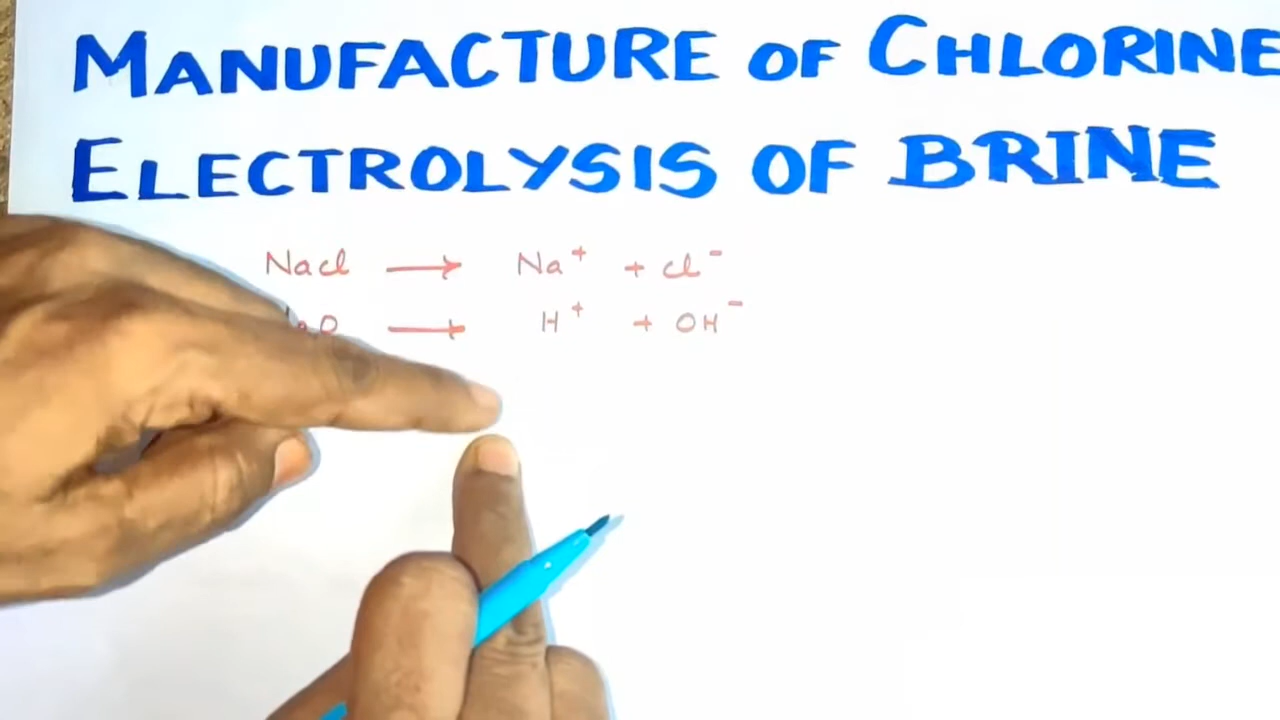 MANUFACTURE OF CHLORINE
ELECTROLYSIS OF BRINE
NaCl → Na⁺ + Cl⁻
→ H⁺ + OH⁻